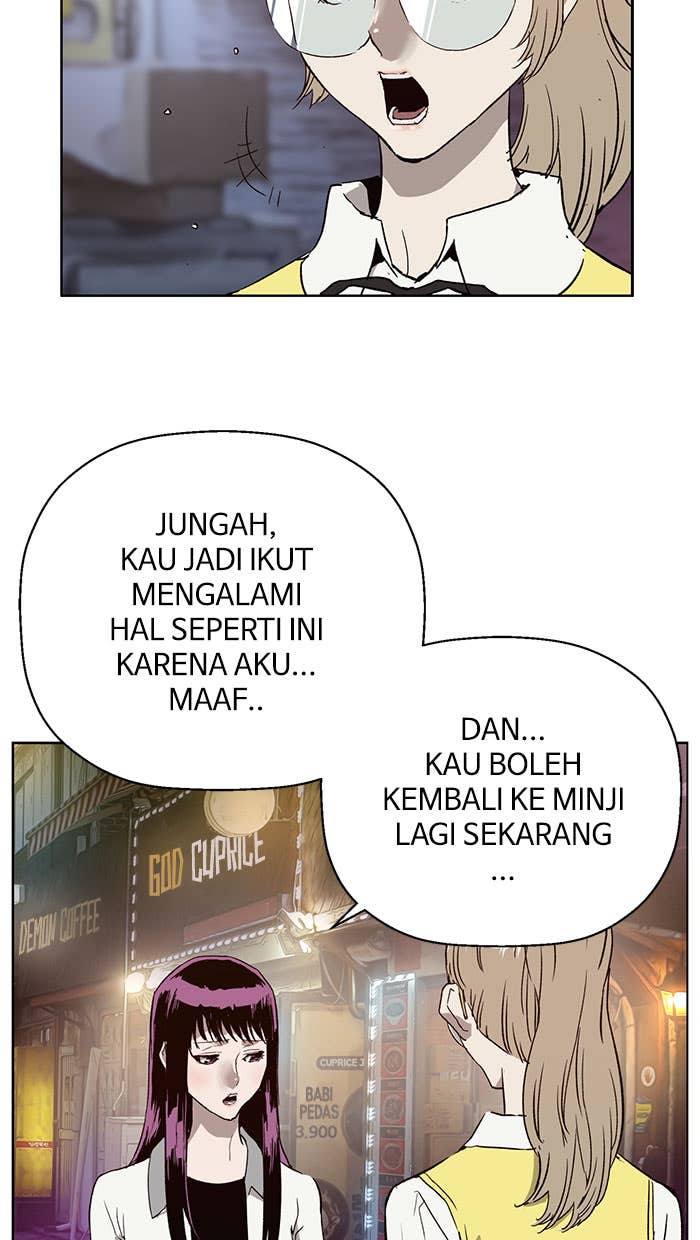 JUNGAH,
KAU JADI IKUT
MENGALAMI
HAL SEPERTI INI
KARENA AKU...
MAAF..
DAN...
KAU BOLEH
KEMBALI KE MINJI
LAGI SEKARANG
...
GOD CUPRICE
DEMON COFFEE
CUPRICE J
BABI
PEDAS
3,900